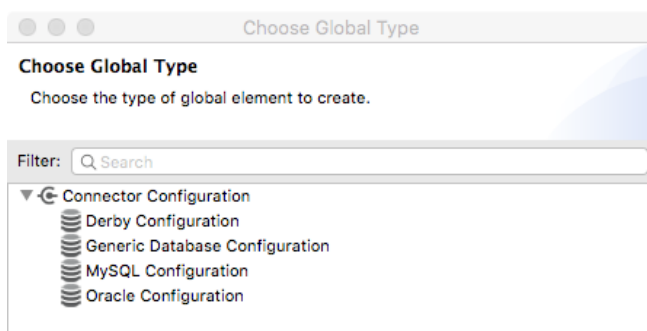 Choose Global Type
Choose Global Type
Choose the type of global element to create.
Filter: Search
Connector Configuration
Derby Configuration
Generic Database Configuration
MySQL Configuration
Oracle Configuration